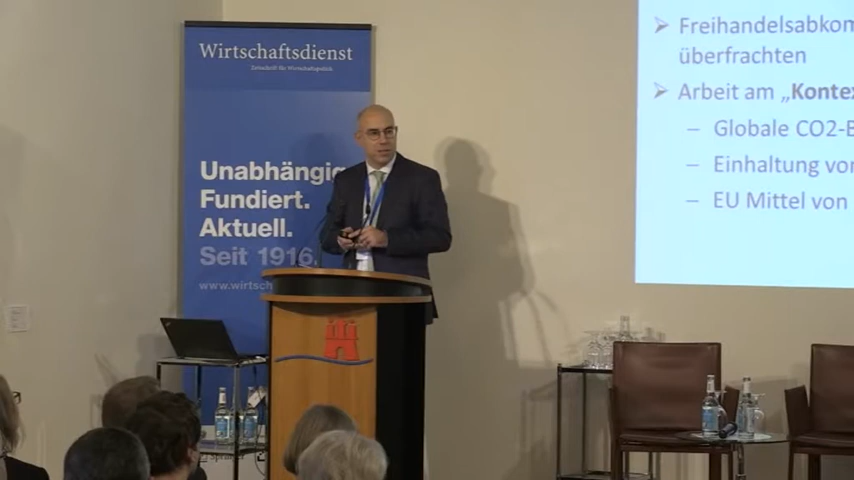 Wirtschaftsdienst
Zeitschrift für Wirtschaftspolitik
Unabhängig
Fundiert.
Aktuell.
Seit 1916.
www.wirtsch
Freihandelsabkom
überfrachten
Arbeit am „Konte
– Globale CO2-
– Einhaltung vo
– EU Mittel von